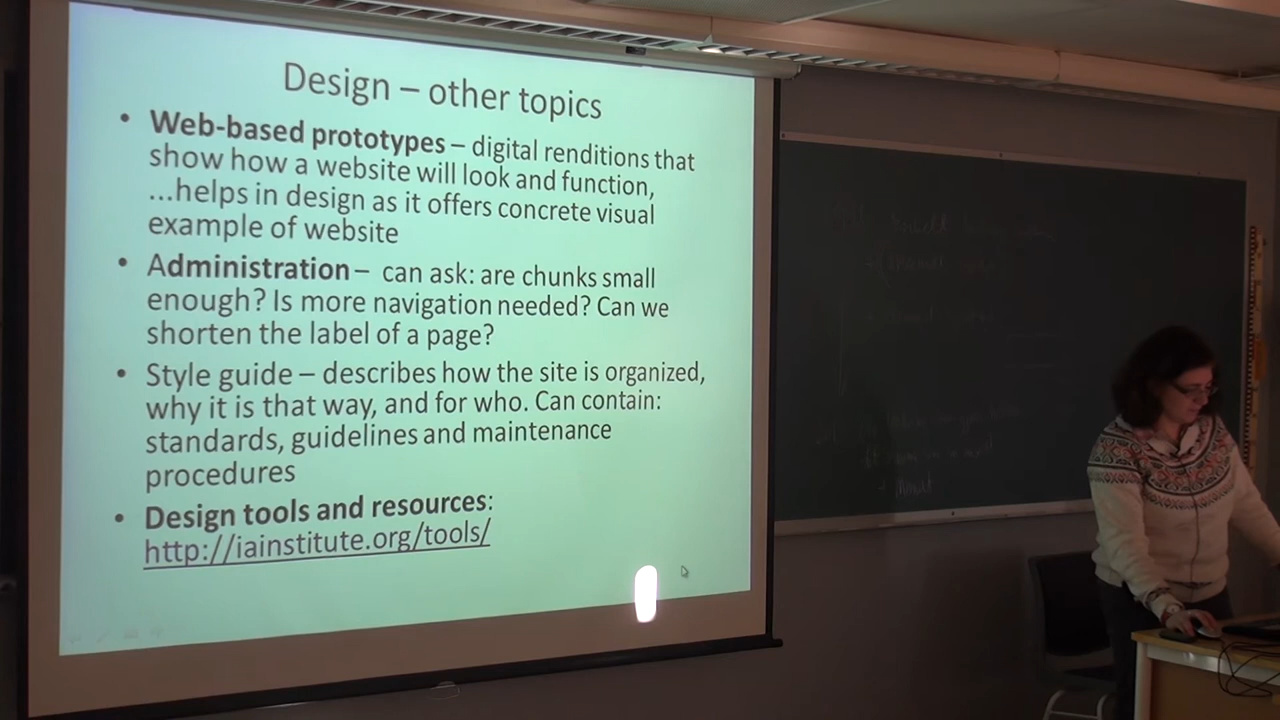 Design – other topics
• Web-based prototypes – digital renditions that
show how a website will look and function,
...helps in design as it offers concrete visual
example of website
• Administration – can ask: are chunks small
enough? Is more navigation needed? Can we
shorten the label of a page?
• Style guide – describes how the site is organized,
why it is that way, and for who. Can contain:
standards, guidelines and maintenance
procedures
• Design tools and resources:
http://iainstitute.org/tools/